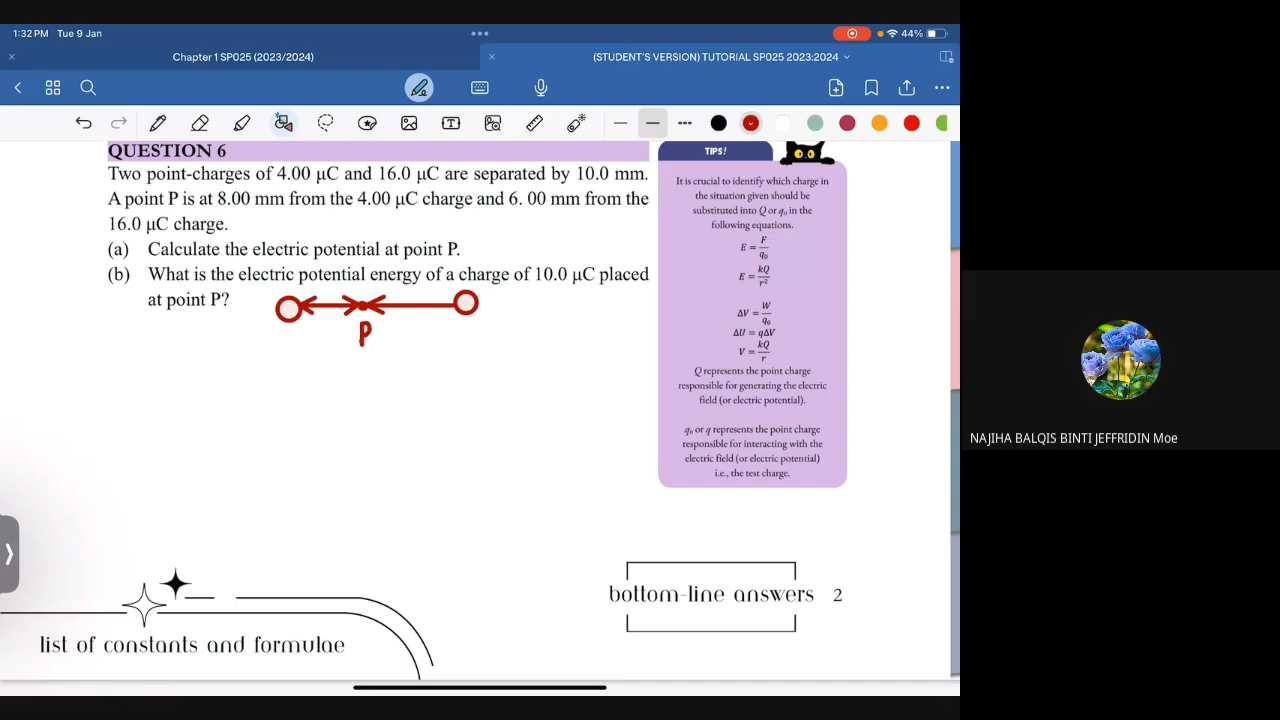 1:32 PM Tue 9 Jan
44%
Chapter 1 SP025 (2023/2024)
(STUDENT'S VERSION) TUTORIAL SP025 2023:2024
QUESTION 6
Two point-charges of 4.00 μC and 16.0 μC are separated by 10.0 mm.
A point P is at 8.00 mm from the 4.00 μC charge and 6. 00 mm from the
16.0 μC charge.
(a) Calculate the electric potential at point P.
(b) What is the electric potential energy of a charge of 10.0 μC placed
at point P?
P
TIPS!
It is crucial to identify which charge in
the situation given should be
substituted into Q or q₀ in the
following equations.
E = F/q₀
E = kQ/r²
ΔV = W/q₀
ΔU = qΔV
V = kQ/r
Q represents the point charge
responsible for generating the electric
field (or electric potential).
q₀ or q represents the point charge
responsible for interacting with the
electric field (or electric potential)
i.e., the test charge.
bottom-line answers 2
list of constants and formulae
NAJIHA BALQIS BINTI JEFFRIDIN Moe